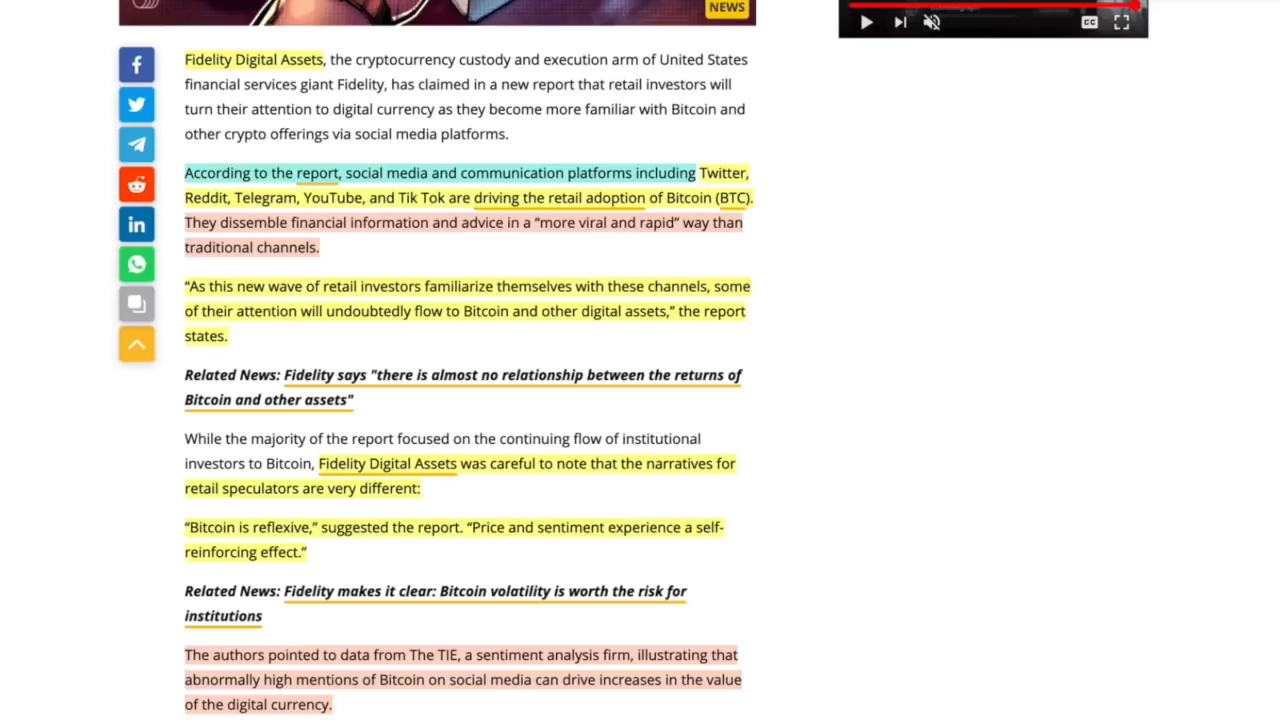 NEWS
Fidelity Digital Assets, the cryptocurrency custody and execution arm of United States
financial services giant Fidelity, has claimed in a new report that retail investors will
turn their attention to digital currency as they become more familiar with Bitcoin and
other crypto offerings via social media platforms.
According to the report, social media and communication platforms including Twitter,
Reddit, Telegram, YouTube, and Tik Tok are driving the retail adoption of Bitcoin (BTC).
They dissemble financial information and advice in a “more viral and rapid” way than
traditional channels.
“As this new wave of retail investors familiarize themselves with these channels, some
of their attention will undoubtedly flow to Bitcoin and other digital assets,” the report
states.
Related News: Fidelity says "there is almost no relationship between the returns of
Bitcoin and other assets"
While the majority of the report focused on the continuing flow of institutional
investors to Bitcoin, Fidelity Digital Assets was careful to note that the narratives for
retail speculators are very different:
“Bitcoin is reflexive,” suggested the report. “Price and sentiment experience a self-
reinforcing effect.”
Related News: Fidelity makes it clear: Bitcoin volatility is worth the risk for
institutions
The authors pointed to data from The TIE, a sentiment analysis firm, illustrating that
abnormally high mentions of Bitcoin on social media can drive increases in the value
of the digital currency.